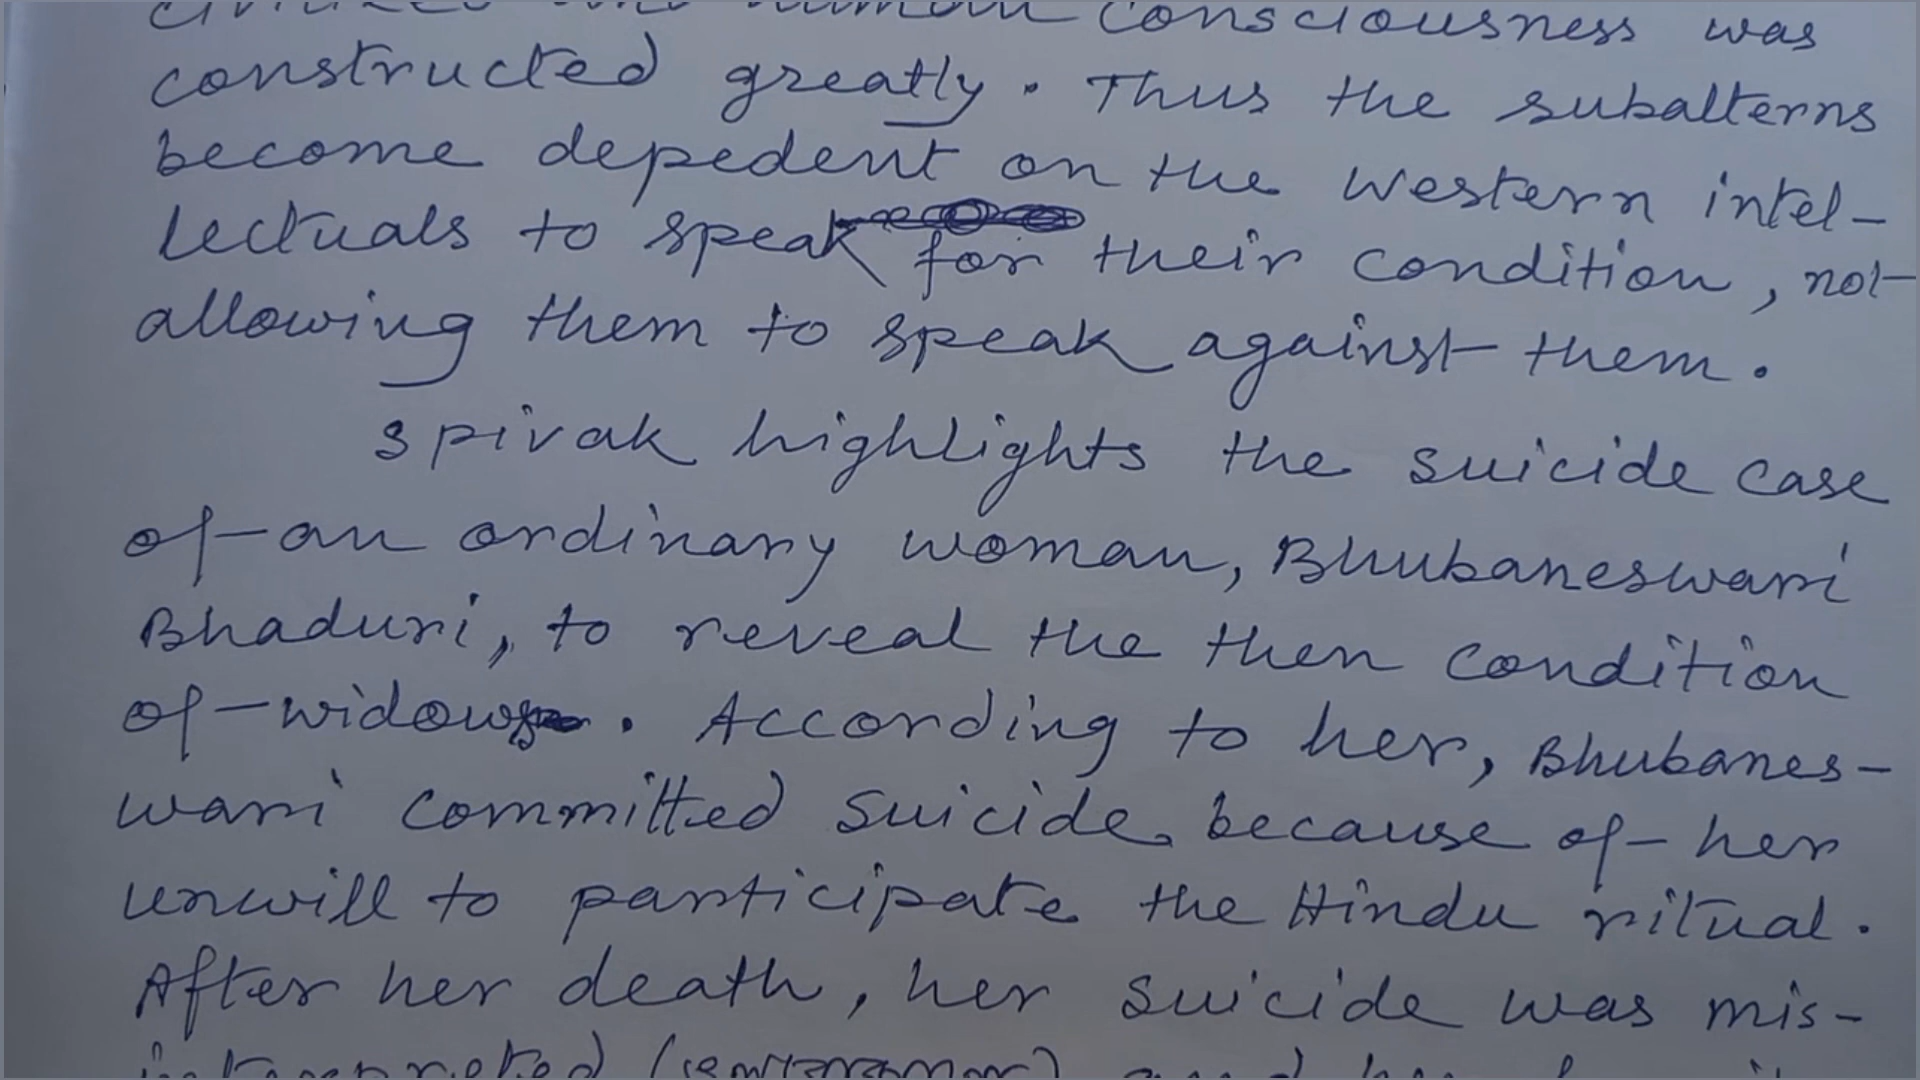 human consciousness was
constructed greatly. Thus the subalterns
become depedent on the Western intel-
lectuals to speak for their condition, not
allowing them to speak against them.
Spivak highlights the suicide case
of an ordinary woman, Bhubaneswari
Bhaduri, to reveal the then condition
of widows. According to her, Bhubanes-
wari committed suicide because of her
unwill to participate the Hindu ritual.
After her death, her suicide was mis-